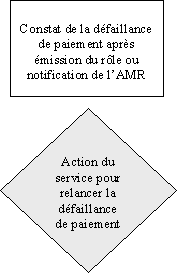 Constat de la défaillance
de paiement après
émission du rôle ou
notification de l’AMR
Action du
service pour
relancer la
défaillance
de paiement